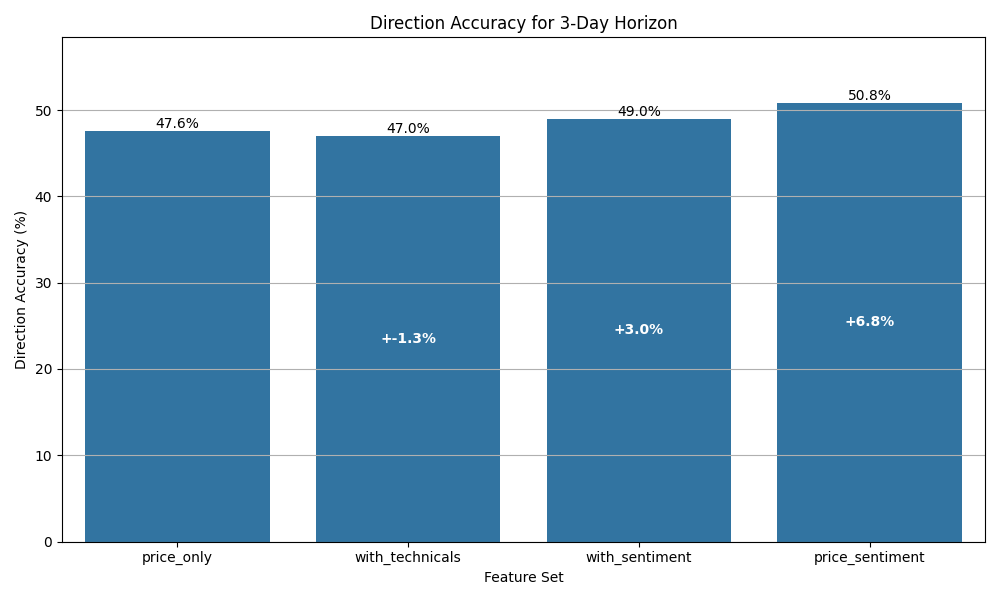 Direction Accuracy for 3-Day Horizon
Direction Accuracy (%)
50
40
30
20
10
0
47.6%
47.0%
49.0%
50.8%
+-1.3%
+3.0%
+6.8%
price_only
with_technicals
with_sentiment
price_sentiment
Feature Set